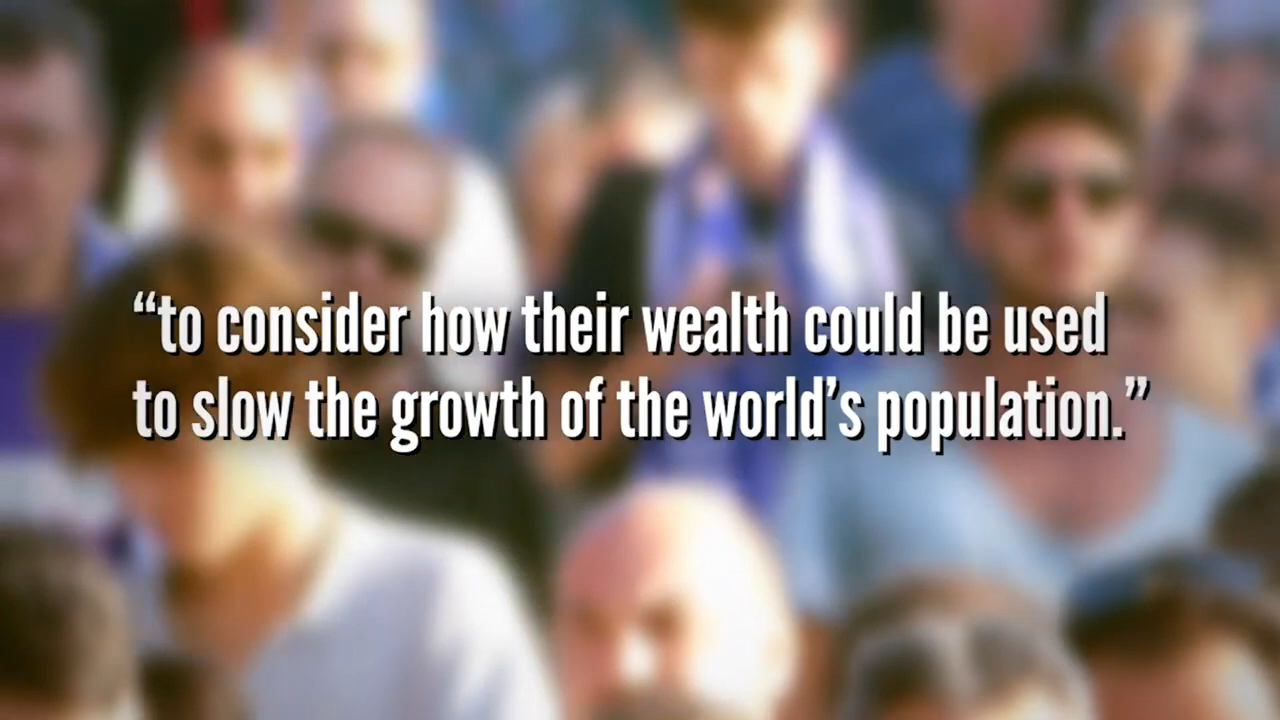 “to consider how their wealth could be used
to slow the growth of the world’s population.”